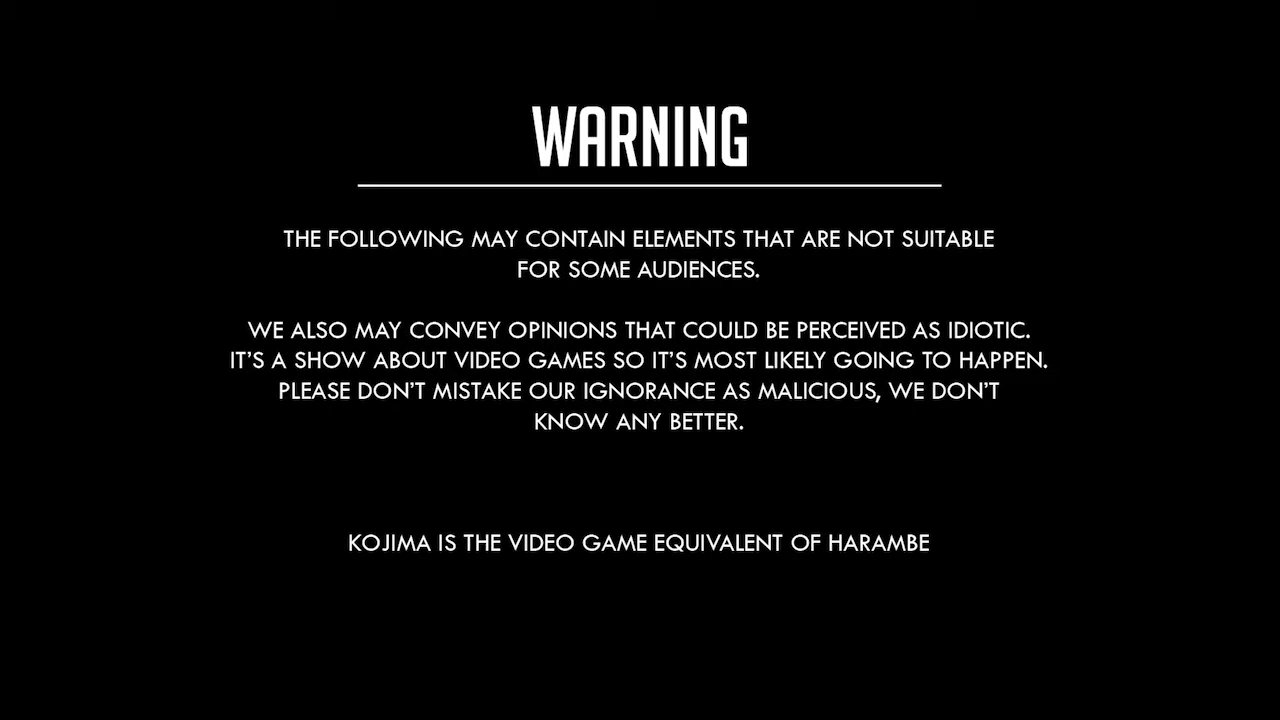 WARNING
THE FOLLOWING MAY CONTAIN ELEMENTS THAT ARE NOT SUITABLE
FOR SOME AUDIENCES.
WE ALSO MAY CONVEY OPINIONS THAT COULD BE PERCEIVED AS IDIOTIC.
IT'S A SHOW ABOUT VIDEO GAMES SO IT'S MOST LIKELY GOING TO HAPPEN.
PLEASE DON'T MISTAKE OUR IGNORANCE AS MALICIOUS, WE DON'T
KNOW ANY BETTER.
KOJIMA IS THE VIDEO GAME EQUIVALENT OF HARAMBE